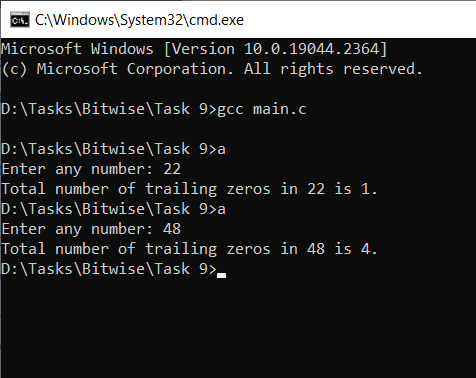 C:\Windows\System32\cmd.exe
Microsoft Windows [Version 10.0.19044.2364]
(c) Microsoft Corporation. All rights reserved.
D:\Tasks\Bitwise\Task 9>gcc main.c
D:\Tasks\Bitwise\Task 9>a
Enter any number: 22
Total number of trailing zeros in 22 is 1.
D:\Tasks\Bitwise\Task 9>a
Enter any number: 48
Total number of trailing zeros in 48 is 4.
D:\Tasks\Bitwise\Task 9>